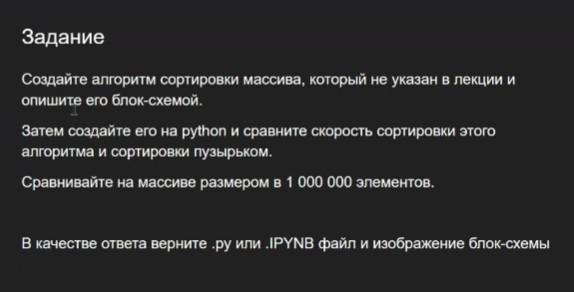 Задание
Создайте алгоритм сортировки массива, который не указан в лекции и
опишите его блок-схемой.
Затем создайте его на python и сравните скорость сортировки этого
алгоритма и сортировки пузырьком.
Сравнивайте на массиве размером в 1 000 000 элементов.
В качестве ответа верните .py или .IPYNB файл и изображение блок-схемы